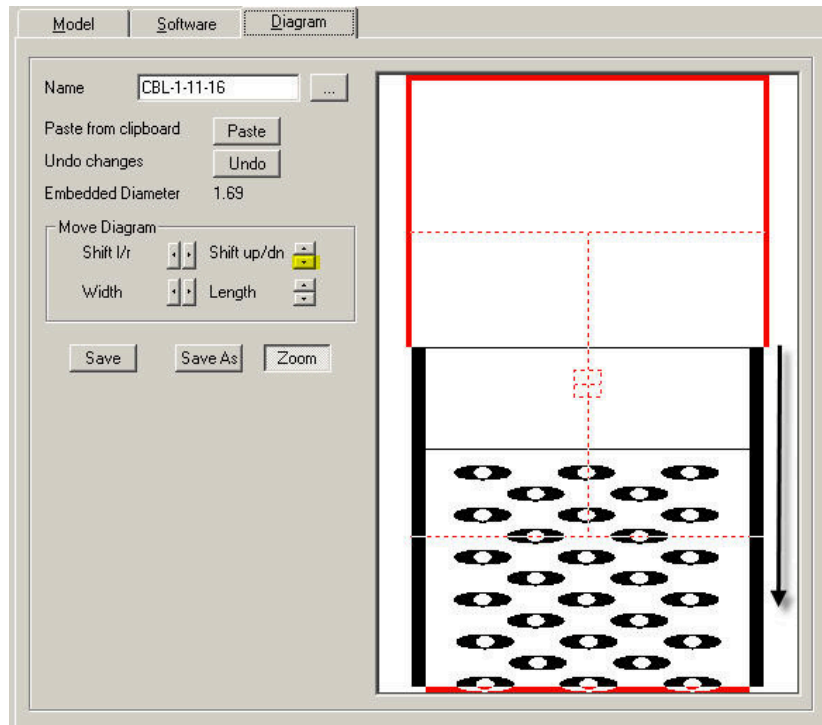 Model Software Diagram
Name CBL-1-11-16 ...
Paste from clipboard Paste
Undo changes Undo
Embedded Diameter 1.69
Move Diagram
Shift l/r Shift up/dn
Width Length
Save Save As Zoom